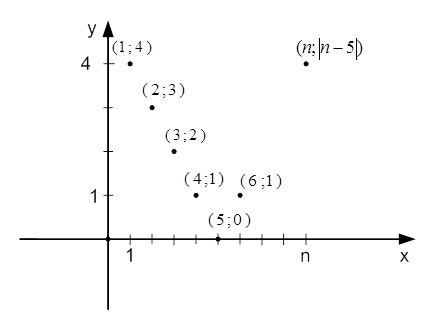 y
(1;4)
(n;|n−5|)
4
(2;3)
(3;2)
(4;1)
(6;1)
1
(5;0)
1
n
x